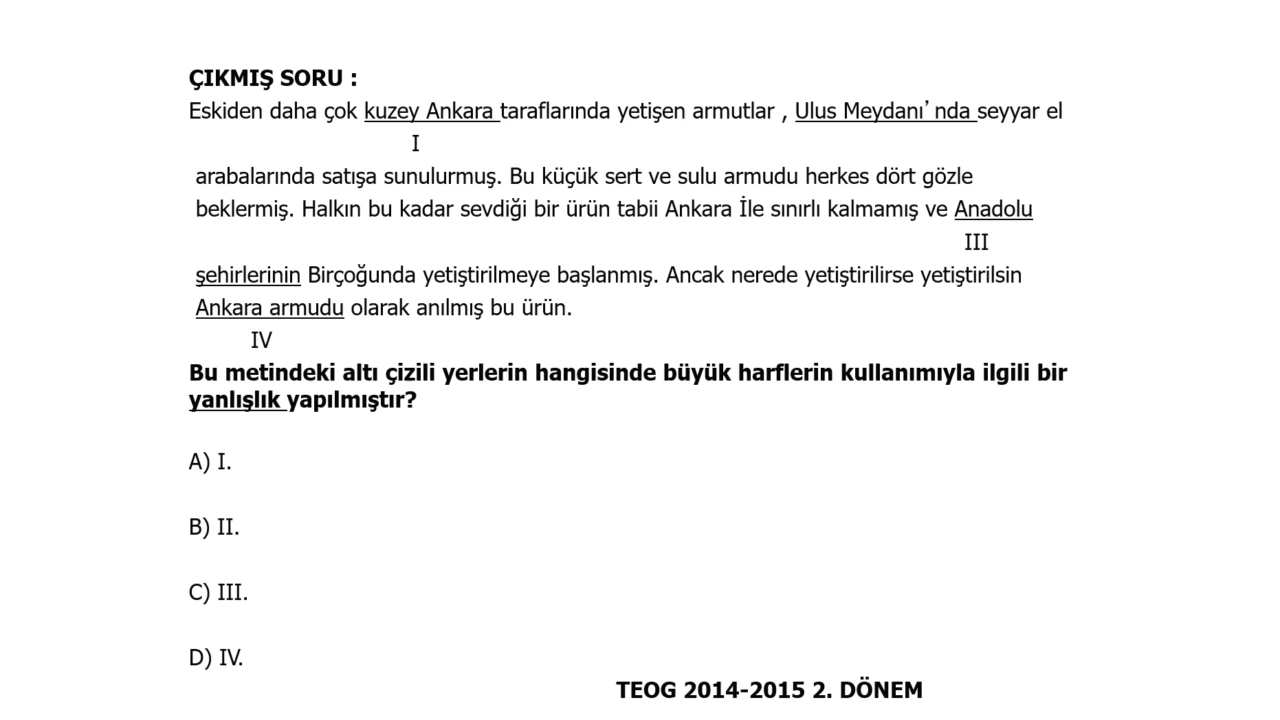 ÇIKMIŞ SORU :
Eskiden daha çok kuzey Ankara taraflarında yetişen armutlar , Ulus Meydanı’ nda seyyar el
I
arabalarında satışa sunulurmuş. Bu küçük sert ve sulu armudu herkes dört gözle
beklermiş. Halkın bu kadar sevdiği bir ürün tabii Ankara İle sınırlı kalmamış ve Anadolu
III
şehirlerinin Birçoğunda yetiştirilmeye başlanmış. Ancak nerede yetiştirilirse yetiştirilsin
Ankara armudu olarak anılmış bu ürün.
IV
Bu metindeki altı çizili yerlerin hangisinde büyük harflerin kullanımıyla ilgili bir
yanlışlık yapılmıştır?
A) I.
B) II.
C) III.
D) IV.
TEOG 2014-2015 2. DÖNEM